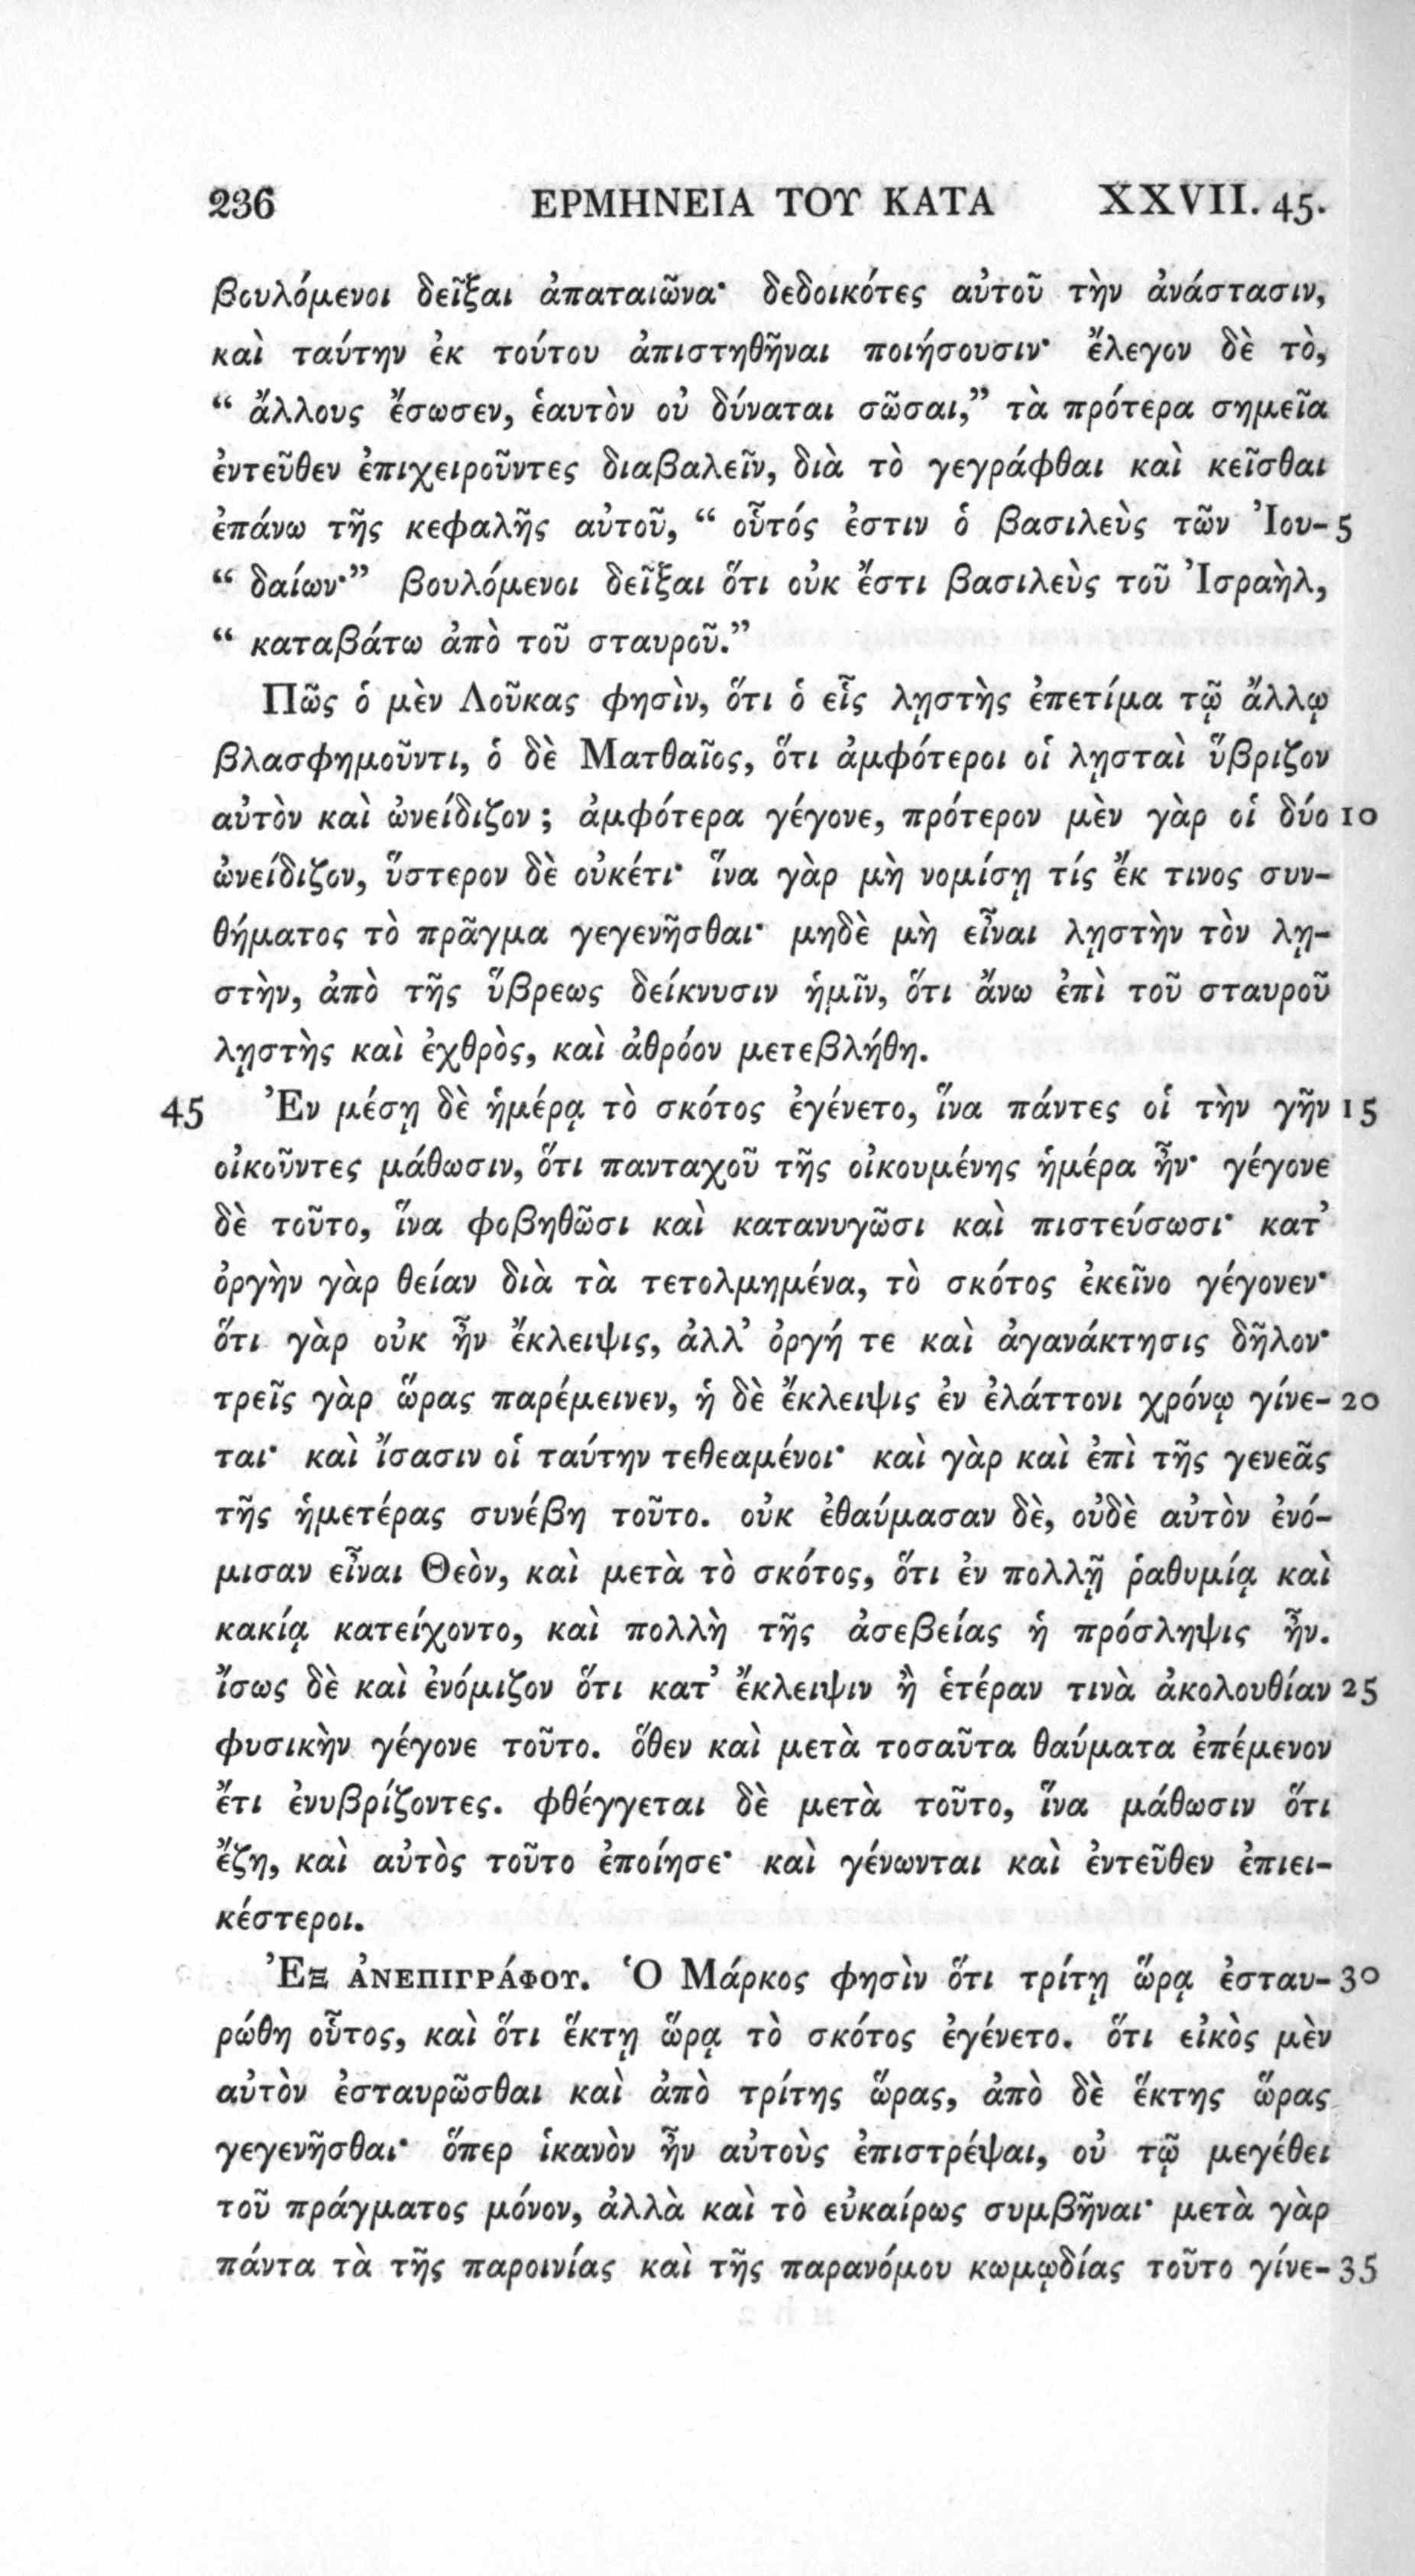 236 ΕΡΜΗΝΕΙΑ ΤΟΥ ΚΑΤΑ XXVII. 45.
βουλόμενοι δεῖξαι ἀπαταιῶνα· δεδοικότες αὐτοῦ τὴν ἀνάστασιν,
καὶ ταύτην ἐκ τούτου ἀπιστηθῆναι ποιήσουσιν· ἔλεγον δὲ τὸ,
“ ἄλλους ἔσωσεν, ἑαυτὸν οὐ δύναται σῶσαι,” τὰ πρότερα σημεῖα
ἐντεῦθεν ἐπιχειροῦντες διαβαλεῖν, διὰ τὸ γεγράφθαι καὶ κεῖσθαι
ἐπάνω τῆς κεφαλῆς αὐτοῦ, “ οὗτός ἐστιν ὁ βασιλεὺς τῶν Ἰου- 5
“ δαίων·” βουλόμενοι δεῖξαι ὅτι οὐκ ἔστι βασιλεὺς τοῦ Ἰσραὴλ,
“ καταβάτω ἀπὸ τοῦ σταυροῦ.”
Πῶς ὁ μὲν Λοῦκας φησὶν, ὅτι ὁ εἷς λῃστὴς ἐπετίμα τῷ ἄλλῳ
βλασφημοῦντι, ὁ δὲ Ματθαῖος, ὅτι ἀμφότεροι οἱ λῃσταὶ ὕβριζον
αὐτὸν καὶ ὠνείδιζον ; ἀμφότερα γέγονε, πρότερον μὲν γὰρ οἱ δύο 10
ὠνείδιζον, ὕστερον δὲ οὐκέτι· ἵνα γὰρ μὴ νομίσῃ τίς ἔκ τινος συν-
θήματος τὸ πρᾶγμα γεγενῆσθαι· μηδὲ μὴ εἶναι λῃστὴν τὸν λῃ-
στὴν, ἀπὸ τῆς ὕβρεως δείκνυσιν ἡμῖν, ὅτι ἄνω ἐπὶ τοῦ σταυροῦ
λῃστὴς καὶ ἐχθρὸς, καὶ ἀθρόον μετεβλήθη.
45 Ἐν μέσῃ δὲ ἡμέρᾳ τὸ σκότος ἐγένετο, ἵνα πάντες οἱ τὴν γῆν 15
οἰκοῦντες μάθωσιν, ὅτι πανταχοῦ τῆς οἰκουμένης ἡμέρα ἦν· γέγονε
δὲ τοῦτο, ἵνα φοβηθῶσι καὶ κατανυγῶσι καὶ πιστεύσωσι· κατ’
ὀργὴν γὰρ θείαν διὰ τὰ τετολμημένα, τὸ σκότος ἐκεῖνο γέγονεν·
ὅτι γὰρ οὐκ ἦν ἔκλειψις, ἀλλ’ ὀργή τε καὶ ἀγανάκτησις δῆλον·
τρεῖς γὰρ ὥρας παρέμεινεν, ἡ δὲ ἔκλειψις ἐν ἐλάττονι χρόνῳ γίνε- 20
ται· καὶ ἴσασιν οἱ ταύτην τεθεαμένοι· καὶ γὰρ καὶ ἐπὶ τῆς γενεᾶς
τῆς ἡμετέρας συνέβη τοῦτο. οὐκ ἐθαύμασαν δὲ, οὐδὲ αὐτὸν ἐνό-
μισαν εἶναι Θεὸν, καὶ μετὰ τὸ σκότος, ὅτι ἐν πολλῇ ῥαθυμίᾳ καὶ
κακίᾳ κατείχοντο, καὶ πολλὴ τῆς ἀσεβείας ἡ πρόσληψις ἦν.
ἴσως δὲ καὶ ἐνόμιζον ὅτι κατ’ ἔκλειψιν ἢ ἑτέραν τινὰ ἀκολουθίαν 25
φυσικὴν γέγονε τοῦτο. ὅθεν καὶ μετὰ τοσαῦτα θαύματα ἐπέμενον
ἔτι ἐνυβρίζοντες. φθέγγεται δὲ μετὰ τοῦτο, ἵνα μάθωσιν ὅτι
ἔζη, καὶ αὐτὸς τοῦτο ἐποίησε· καὶ γένωνται καὶ ἐντεῦθεν ἐπιει-
κέστεροι.
Ἐξ ἀνεπιγράφου. Ὁ Μάρκος φησὶν ὅτι τρίτῃ ὥρᾳ ἐσταυ- 30
ρώθη οὗτος, καὶ ὅτι ἕκτῃ ὥρᾳ τὸ σκότος ἐγένετο. ὅτι εἰκὸς μὲν
αὐτὸν ἐσταυρῶσθαι καὶ ἀπὸ τρίτης ὥρας, ἀπὸ δὲ ἕκτης ὥρας
γεγενῆσθαι· ὅπερ ἱκανὸν ἦν αὐτοὺς ἐπιστρέψαι, οὐ τῷ μεγέθει
τοῦ πράγματος μόνον, ἀλλὰ καὶ τὸ εὐκαίρως συμβῆναι· μετὰ γὰρ
πάντα τὰ τῆς παροινίας καὶ τῆς παρανόμου κωμῳδίας τοῦτο γίνε- 35